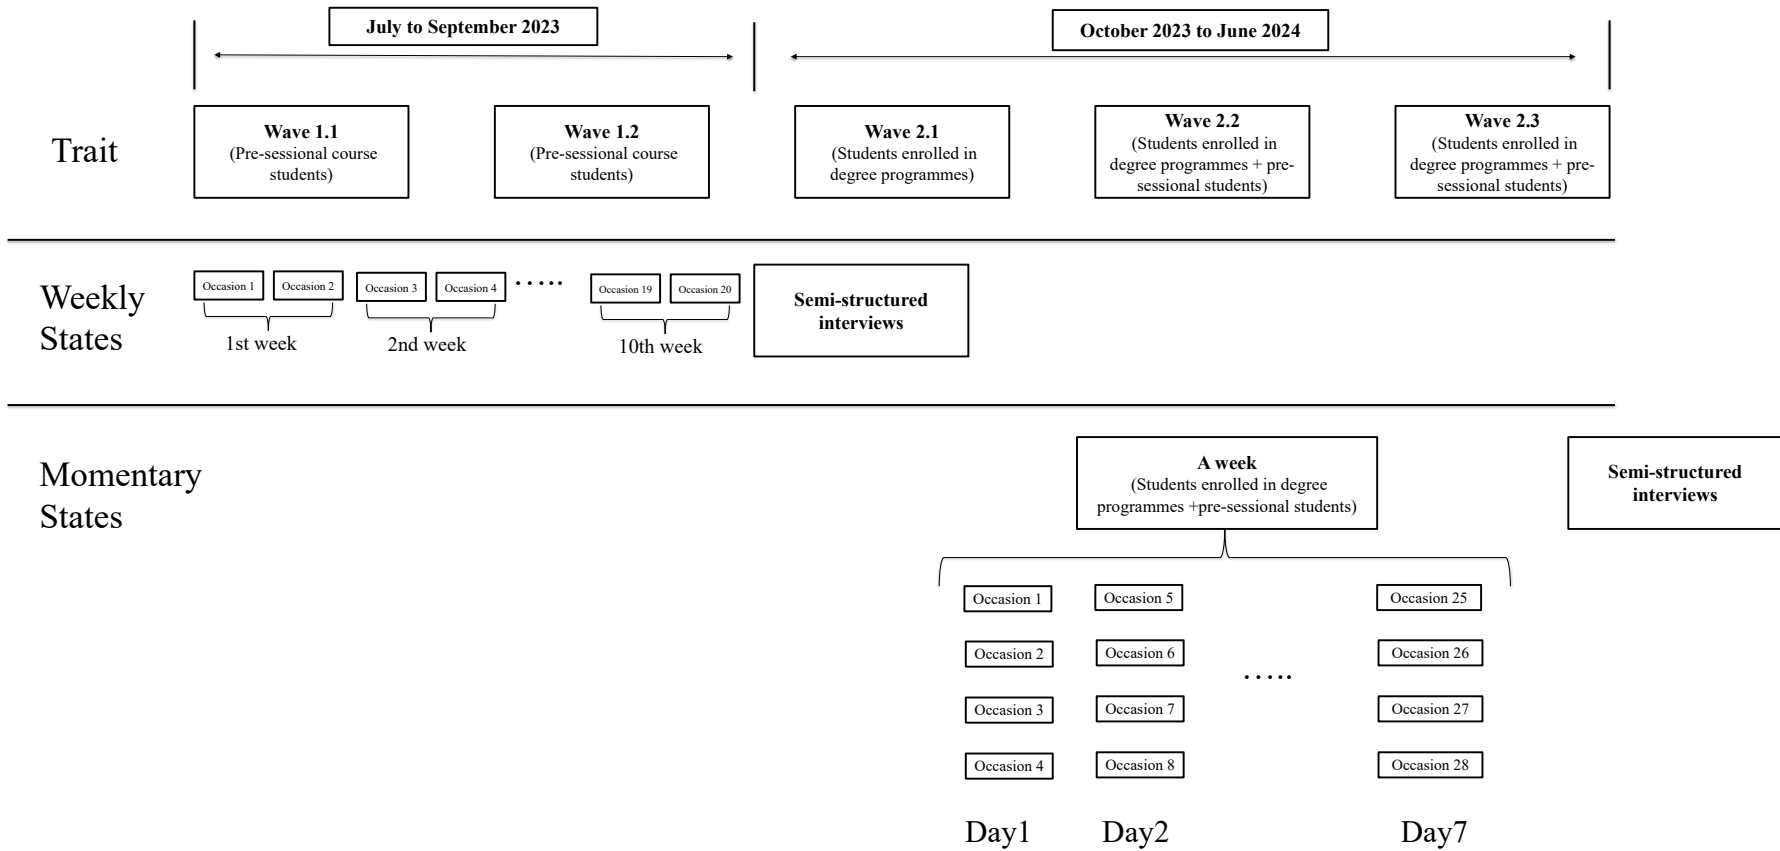 July to September 2023
October 2023 to June 2024
Trait
Wave 1.1
(Pre-sessional course
students)
Wave 1.2
(Pre-sessional course
students)
Wave 2.1
(Students enrolled in
degree programmes)
Wave 2.2
(Students enrolled in
degree programmes + pre-
sessional students)
Wave 2.3
(Students enrolled in
degree programmes + pre-
sessional students)
Weekly
States
Occasion 1
Occasion 2
Occasion 3
Occasion 4
.....
Occasion 19
Occasion 20
1st week
2nd week
10th week
Semi-structured
interviews
Momentary
States
A week
(Students enrolled in degree
programmes +pre-sessional students)
Semi-structured
interviews
Occasion 1
Occasion 5
Occasion 25
Occasion 2
Occasion 6
Occasion 26
.....
Occasion 3
Occasion 7
Occasion 27
Occasion 4
Occasion 8
Occasion 28
Day1
Day2
Day7